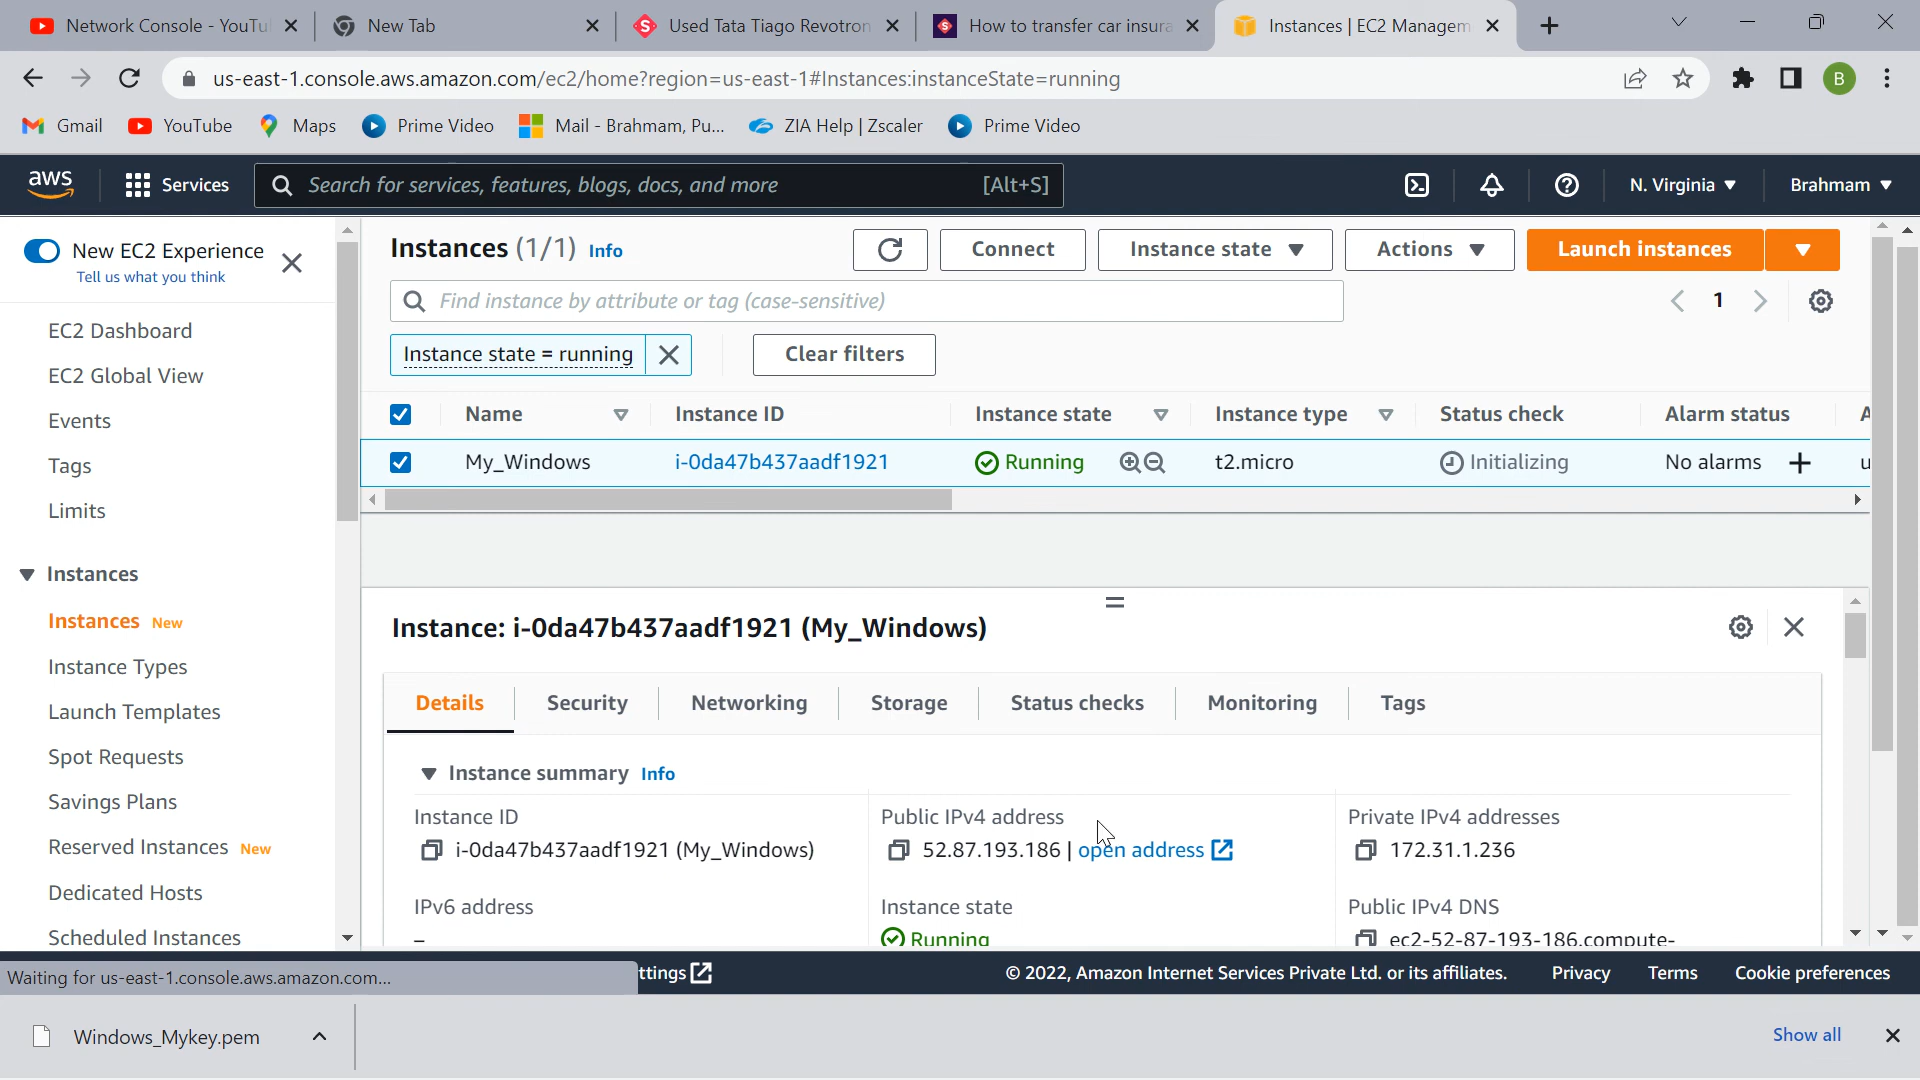 Network Console - YouTu
New Tab
Used Tata Tiago Revotron
How to transfer car insura
Instances | EC2 Managem
us-east-1.console.aws.amazon.com/ec2/home?region=us-east-1#Instances:instanceState=running
B
Gmail
YouTube
Maps
Prime Video
Mail - Brahmam, Pu...
ZIA Help | Zscaler
Prime Video
aws
Services
Search for services, features, blogs, docs, and more
[Alt+S]
N. Virginia
Brahmam
New EC2 Experience
Tell us what you think
EC2 Dashboard
EC2 Global View
Events
Tags
Limits
Instances
Instances New
Instance Types
Launch Templates
Spot Requests
Savings Plans
Reserved Instances New
Dedicated Hosts
Scheduled Instances
Instances (1/1) Info
Connect
Instance state
Actions
Launch instances
Find instance by attribute or tag (case-sensitive)
1
Instance state = running
Clear filters
Name Instance ID Instance state Instance type Status check Alarm status A
My_Windows i-0da47b437aadf1921 Running t2.micro Initializing No alarms + u
Instance: i-0da47b437aadf1921 (My_Windows)
Details Security Networking Storage Status checks Monitoring Tags
Instance summary Info
Instance ID
i-0da47b437aadf1921 (My_Windows)
Public IPv4 address
52.87.193.186 | open address
Private IPv4 addresses
172.31.1.236
IPv6 address
–
Instance state
Running
Public IPv4 DNS
ec2-52-87-193-186.compute-
Waiting for us-east-1.console.aws.amazon.com...
ttings
© 2022, Amazon Internet Services Private Ltd. or its affiliates.
Privacy
Terms
Cookie preferences
Windows_Mykey.pem
Show all